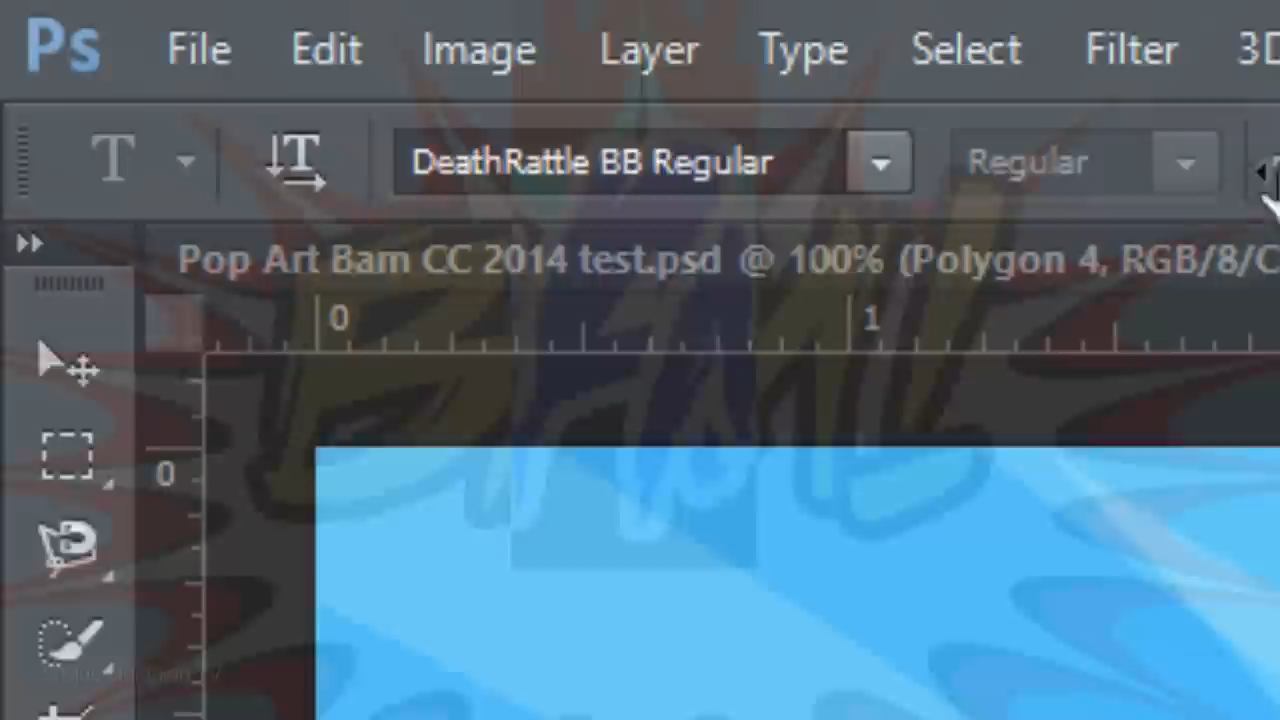 Ps File Edit Image Layer Type Select Filter 3D
T T DeathRattle BB Regular Regular
Pop Art Bam CC 2014 test.psd @ 100% (Polygon 4, RGB/8/C
0 1
BAM!
0